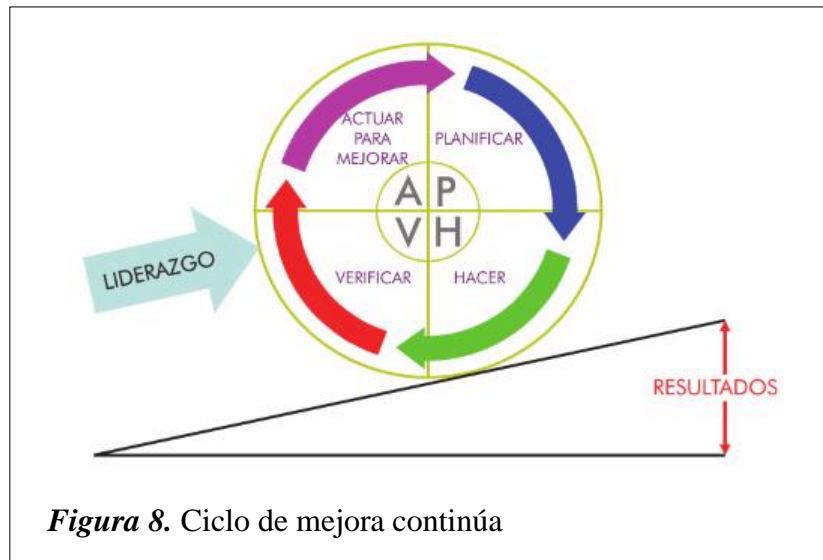 ACTUAR
PARA
MEJORAR
PLANIFICAR
A P
V H
VERIFICAR
HACER
LIDERAZGO
RESULTADOS
Figura 8. Ciclo de mejora continúa